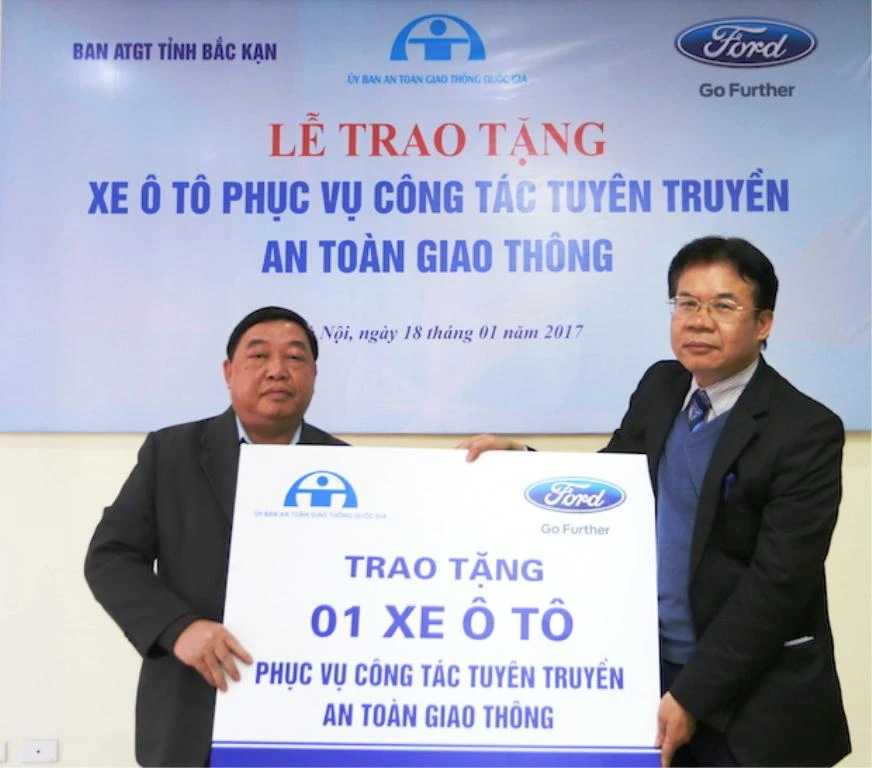 BAN ATGT TỈNH BẮC KẠN
ỦY BAN AN TOÀN GIAO THÔNG QUỐC GIA
Ford
Go Further
LỄ TRAO TẶNG
XE Ô TÔ PHỤC VỤ CÔNG TÁC TUYÊN TRUYỀN
AN TOÀN GIAO THÔNG
Nội, ngày 18 tháng 01 năm 2017
ỦY BAN AN TOÀN GIAO THÔNG QUỐC GIA
Ford
Go Further
TRAO TẶNG
01 XE Ô TÔ
PHỤC VỤ CÔNG TÁC TUYÊN TRUYỀN
AN TOÀN GIAO THÔNG